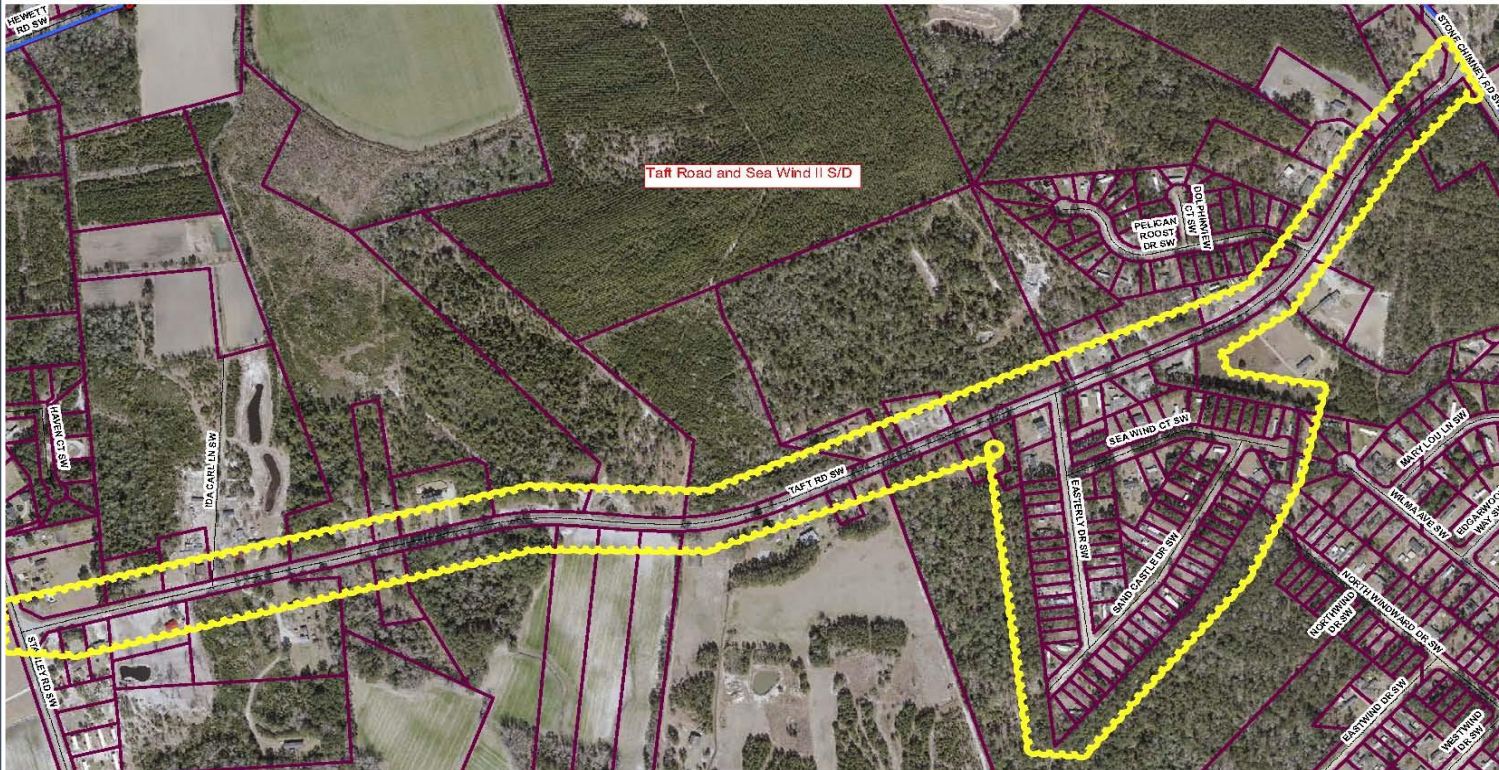 HEWETT
RD SW
STONE CHIMNEY RD SW
Taft Road and Sea Wind II S/D
DOLPHINVIEW
CT SW
PELICAN
ROOST
DR SW
HAVEN CT SW
IDA CARL LN SW
TAFT RD SW
SEA WIND CT SW
MARY LOU LN SW
EASTERLY DR SW
WILMA AVE SW
EDGARWOOD
WAY SW
SAND CASTLE DR SW
NORTHWIND
DR SW
NORTH WINDWARD DR SW
STANLEY RD SW
EASTWIND DR SW
WESTWIND
DR SW